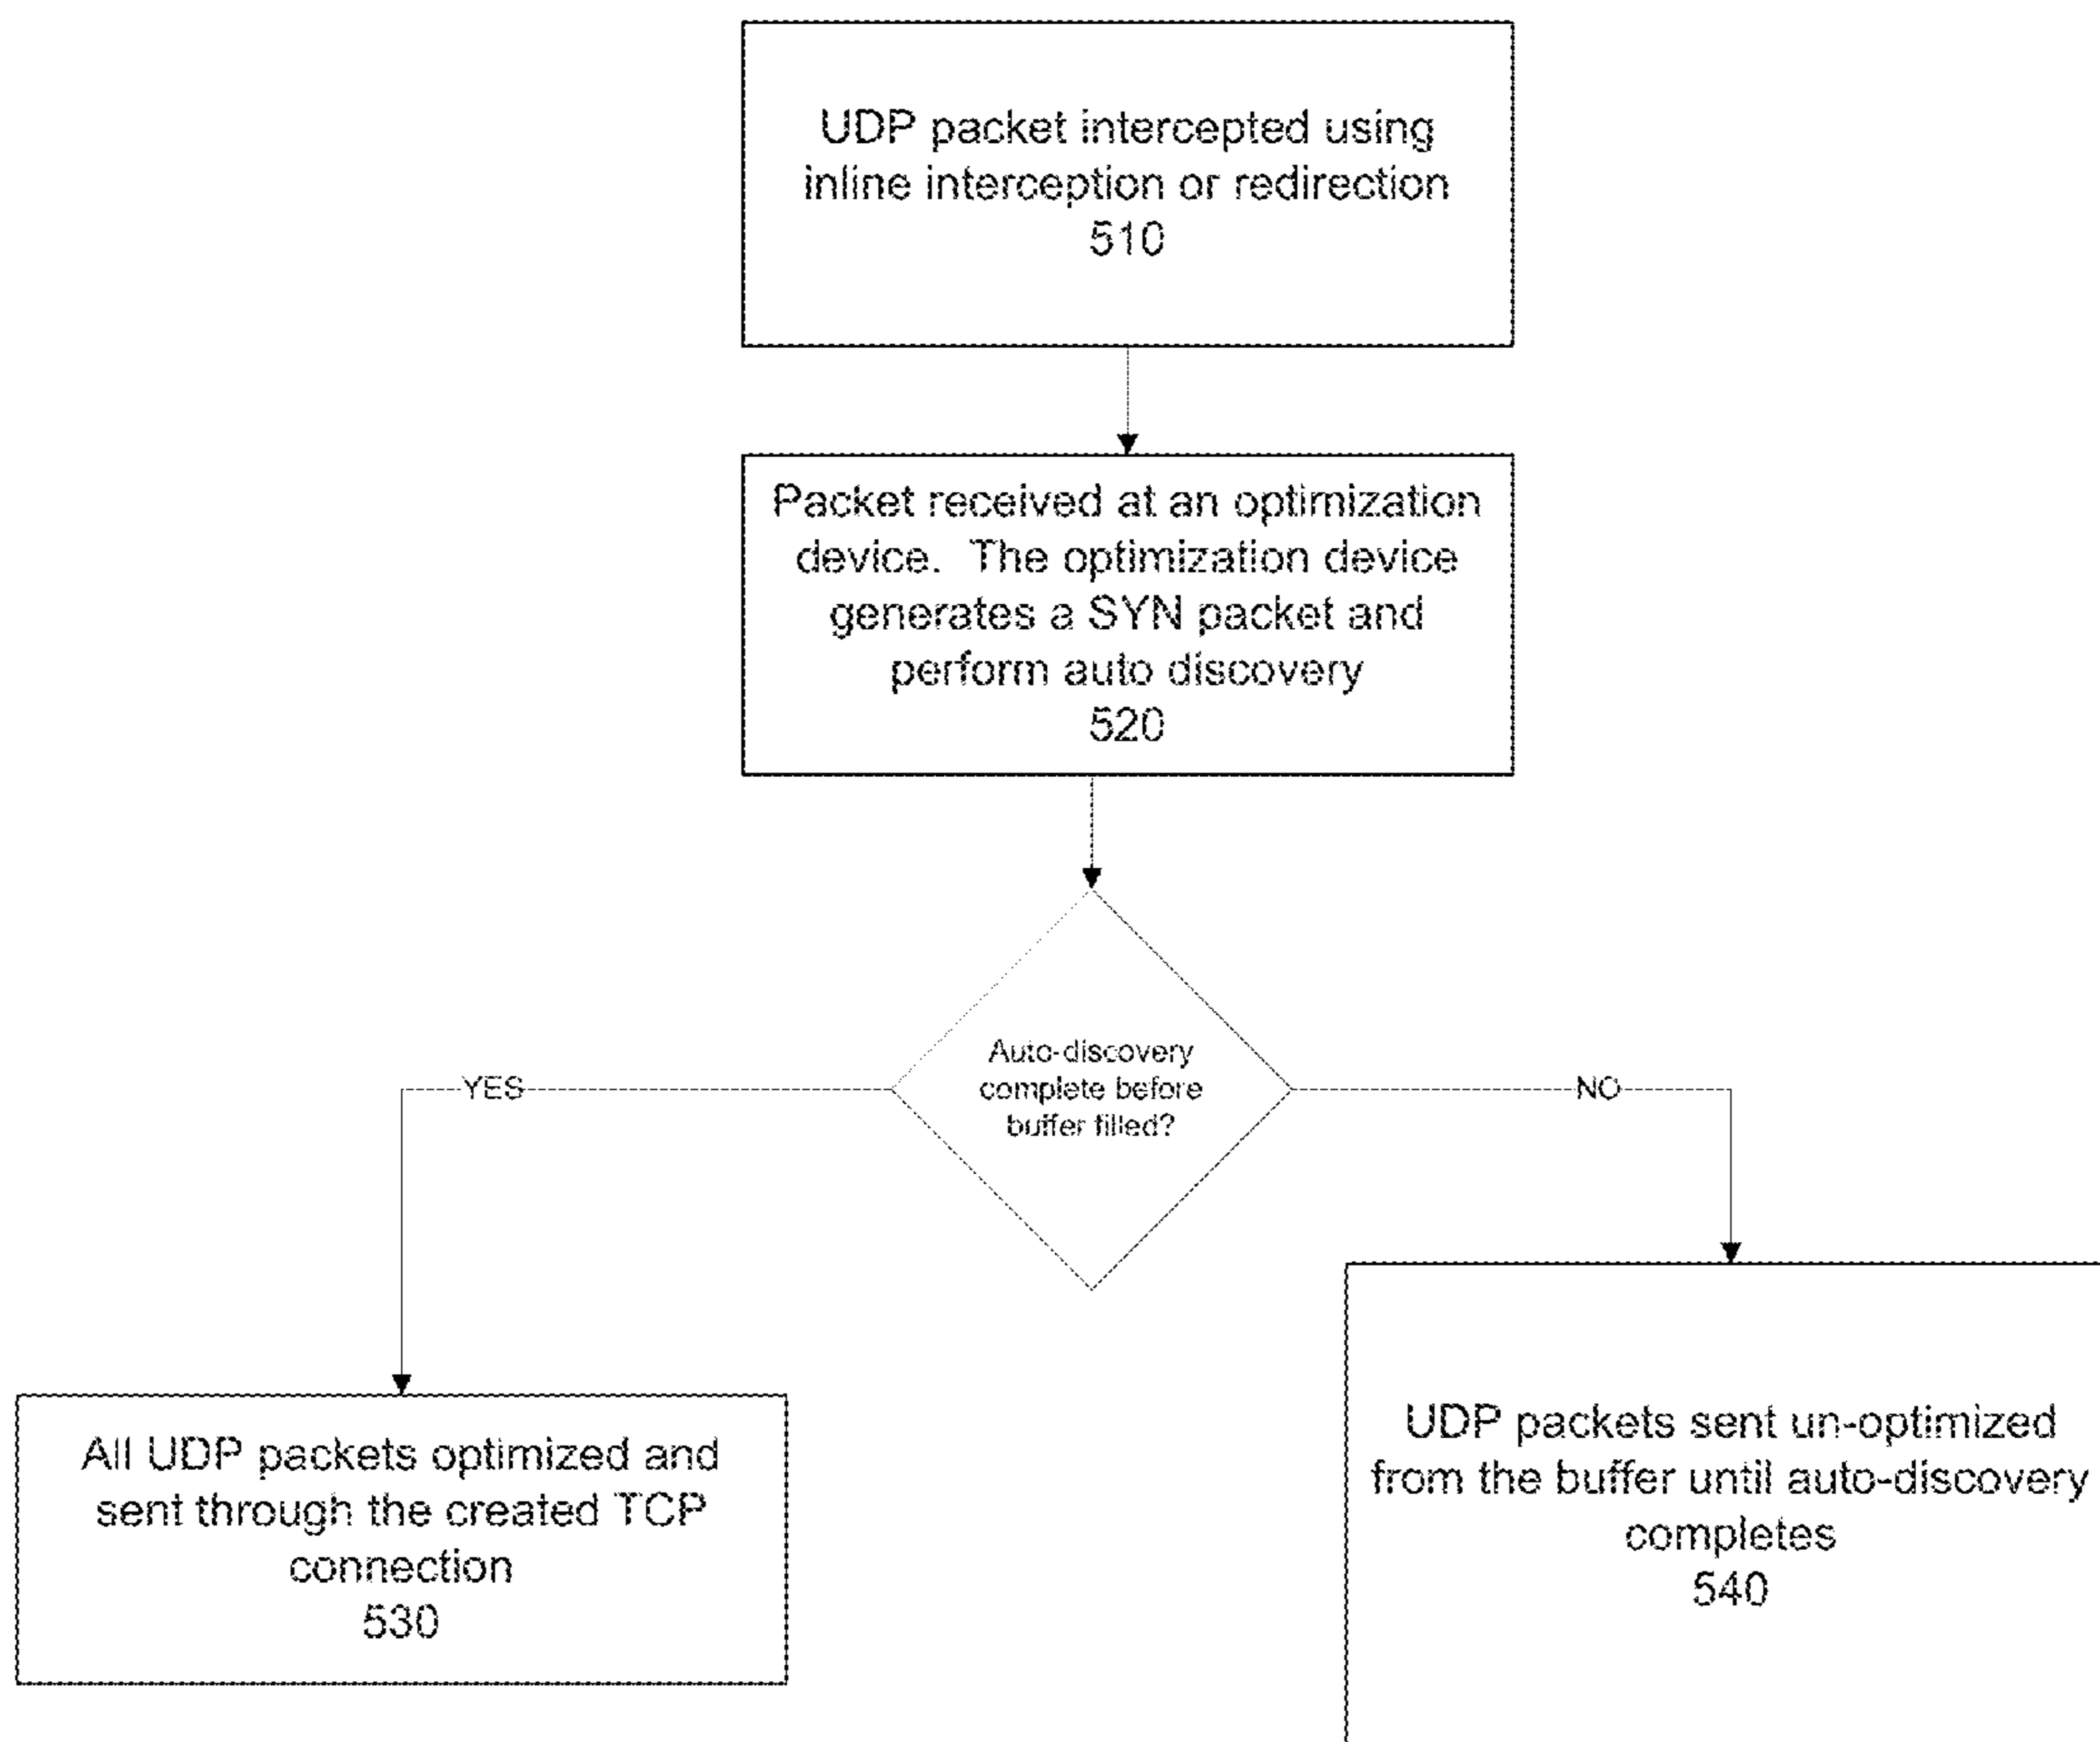 UDP packet intercepted using
inline interception or redirection
510
Packet received at an optimization
device. The optimization device
generates a SYN packet and
perform auto discovery
520
Auto-discovery
complete before
buffer filled?
YES
NO
All UDP packets optimized and
sent through the created TCP
connection
530
UDP packets sent un-optimized
from the buffer until auto-discovery
completes
540